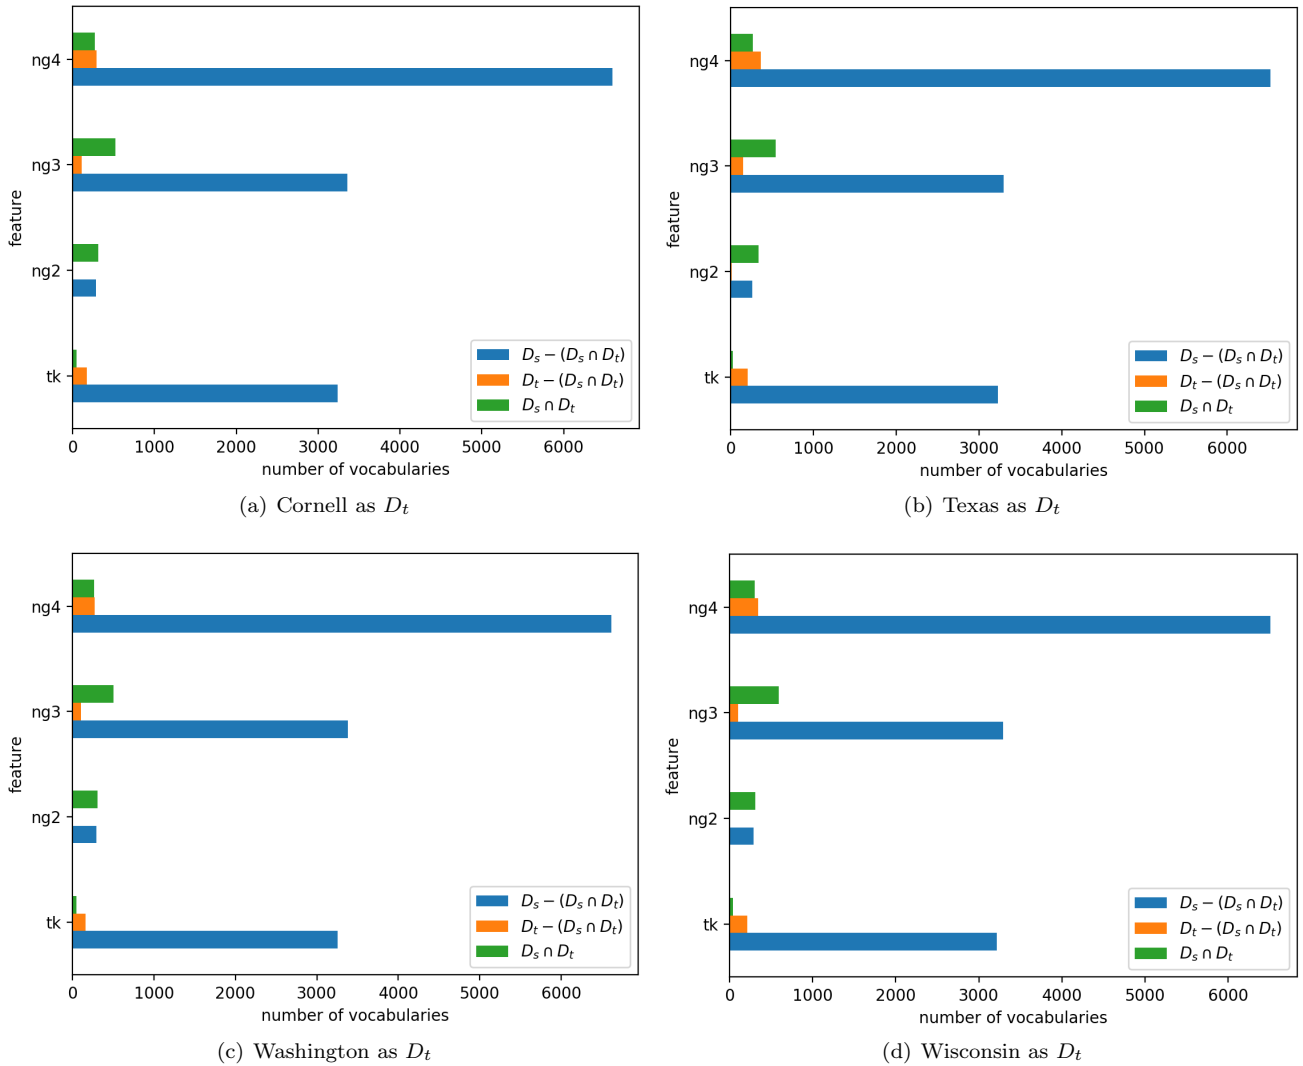 ng4
ng3
ng2
tk
feature
0 1000 2000 3000 4000 5000 6000
number of vocabularies
D_s − (D_s ∩ D_t)
D_t − (D_s ∩ D_t)
D_s ∩ D_t
(a) Cornell as D_t
ng4
ng3
ng2
tk
feature
0 1000 2000 3000 4000 5000 6000
number of vocabularies
D_s − (D_s ∩ D_t)
D_t − (D_s ∩ D_t)
D_s ∩ D_t
(b) Texas as D_t
ng4
ng3
ng2
tk
feature
0 1000 2000 3000 4000 5000 6000
number of vocabularies
D_s − (D_s ∩ D_t)
D_t − (D_s ∩ D_t)
D_s ∩ D_t
(c) Washington as D_t
ng4
ng3
ng2
tk
feature
0 1000 2000 3000 4000 5000 6000
number of vocabularies
D_s − (D_s ∩ D_t)
D_t − (D_s ∩ D_t)
D_s ∩ D_t
(d) Wisconsin as D_t